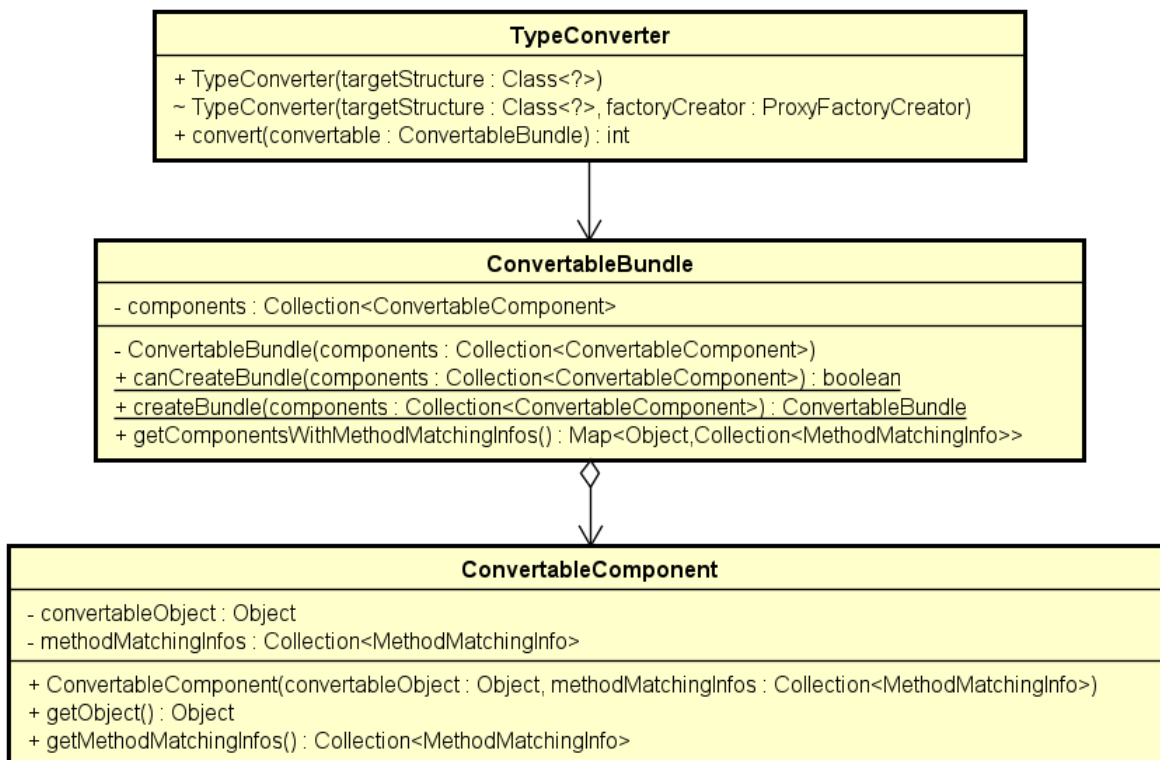 TypeConverter
+ TypeConverter(targetStructure : Class<?>)
~ TypeConverter(targetStructure : Class<?>, factoryCreator : ProxyFactoryCreator)
+ convert(convertable : ConvertableBundle) : int
ConvertableBundle
- components : Collection<ConvertableComponent>
- ConvertableBundle(components : Collection<ConvertableComponent>)
+ canCreateBundle(components : Collection<ConvertableComponent>) : boolean
+ createBundle(components : Collection<ConvertableComponent>) : ConvertableBundle
+ getComponentsWithMethodMatchingInfos() : Map<Object,Collection<MethodMatchingInfo>>
ConvertableComponent
- convertableObject : Object
- methodMatchingInfos : Collection<MethodMatchingInfo>
+ ConvertableComponent(convertableObject : Object, methodMatchingInfos : Collection<MethodMatchingInfo>)
+ getObject() : Object
+ getMethodMatchingInfos() : Collection<MethodMatchingInfo>